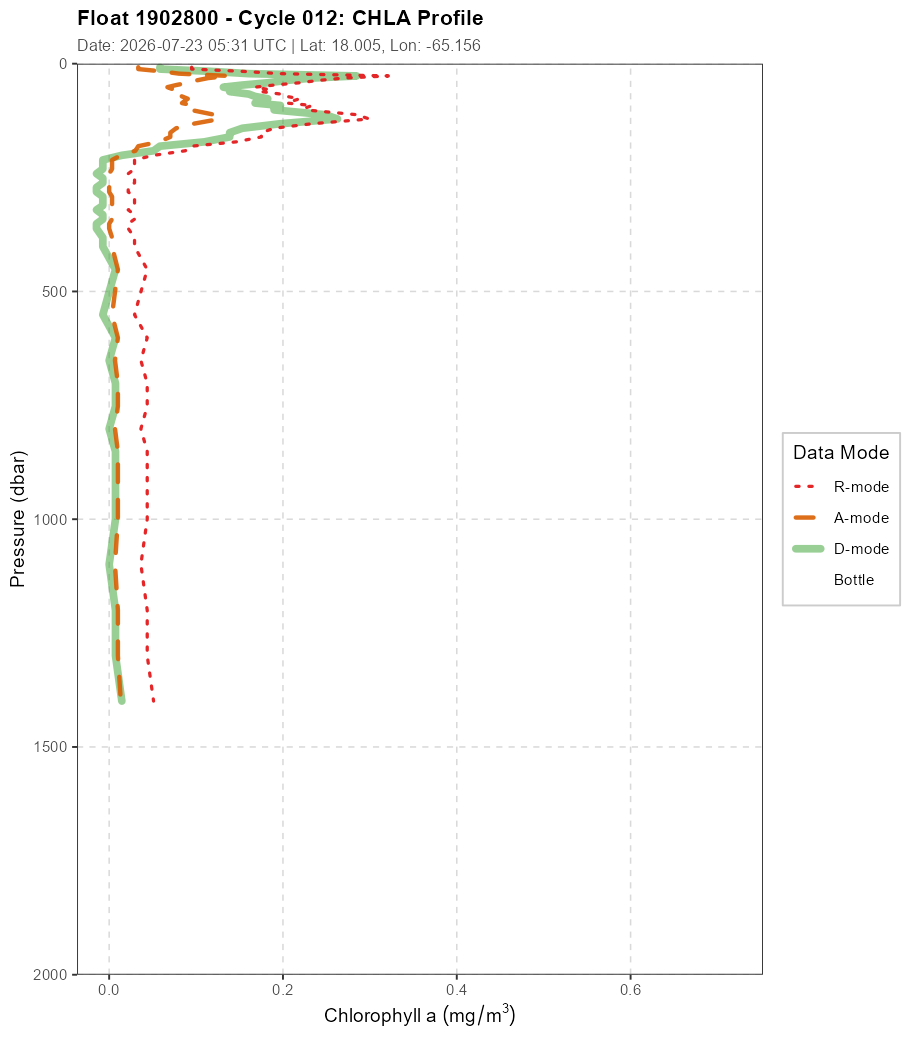 Float 1902800 - Cycle 012: CHLA Profile
Date: 2026-07-23 05:31 UTC | Lat: 18.005, Lon: -65.156
0
500
1000
1500
2000
Pressure (dbar)
0.0 0.2 0.4 0.6
Chlorophyll a (mg/m³)
Data Mode
R-mode
A-mode
D-mode
Bottle